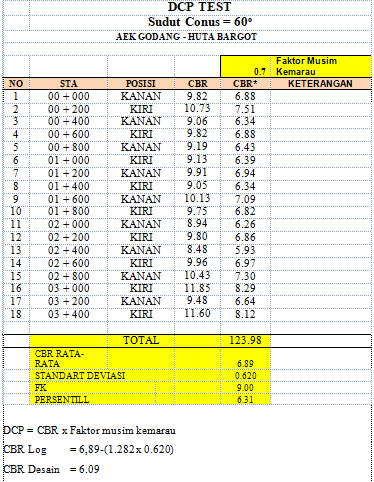 DCP TEST
Sudut Conus = 60°
AEK GODANG - HUTA BARGOT
Faktor Musim
0.7 Kemarau
NO STA POSISI CBR CBR* KETERANGAN
1 00 + 000 KANAN 9.82 6.88
2 00 + 200 KIRI 10.73 7.51
3 00 + 400 KANAN 9.06 6.34
4 00 + 600 KIRI 9.82 6.88
5 00 + 800 KANAN 9.19 6.43
6 01 + 000 KIRI 9.13 6.39
7 01 + 200 KANAN 9.91 6.94
8 01 + 400 KIRI 9.05 6.34
9 01 + 600 KANAN 10.13 7.09
10 01 + 800 KIRI 9.75 6.82
11 02 + 000 KANAN 8.94 6.26
12 02 + 200 KIRI 9.80 6.86
13 02 + 400 KANAN 8.48 5.93
14 02 + 600 KIRI 9.96 6.97
15 02 + 800 KANAN 10.43 7.30
16 03 + 000 KIRI 11.85 8.29
17 03 + 200 KANAN 9.48 6.64
18 03 + 400 KIRI 11.60 8.12
TOTAL 123.98
CBR RATA-
RATA 6.89
STANDART DEVIASI 0.620
FK 9.00
PERSENTILL 6.31
DCP = CBR x Faktor musim kemarau
CBR Log = 6,89-(1.282 x 0.620)
CBR Desain = 6.09